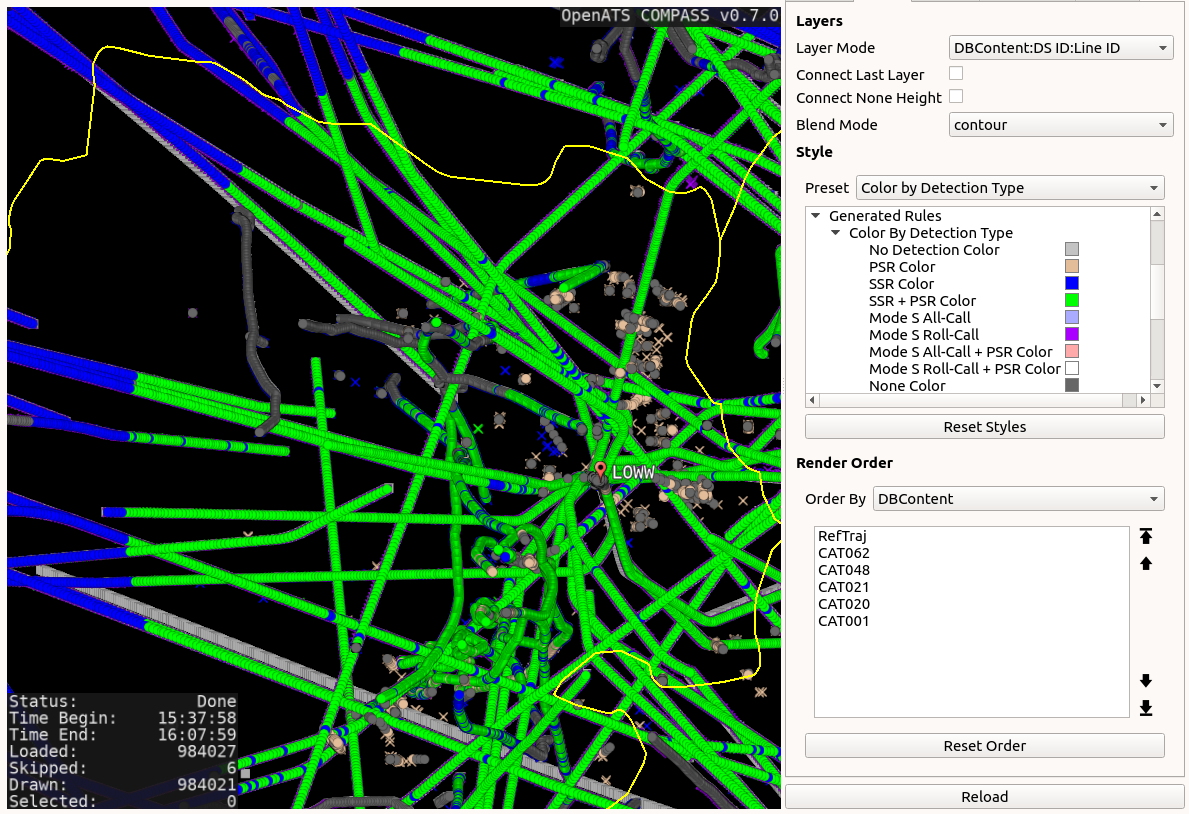 OpenATS COMPASS v0.7.0
LOWW
Status: Done
Time Begin: 15:37:58
Time End: 16:07:59
Loaded: 984027
Skipped: 6
Drawn: 984021
Selected: 0
Layers
Layer Mode DBContent:DS ID:Line ID
Connect Last Layer
Connect None Height
Blend Mode contour
Style
Preset Color by Detection Type
Generated Rules
Color By Detection Type
No Detection Color
PSR Color
SSR Color
SSR + PSR Color
Mode S All-Call
Mode S Roll-Call
Mode S All-Call + PSR Color
Mode S Roll-Call + PSR Color
None Color
Reset Styles
Render Order
Order By DBContent
RefTraj
CAT062
CAT048
CAT021
CAT020
CAT001
Reset Order
Reload